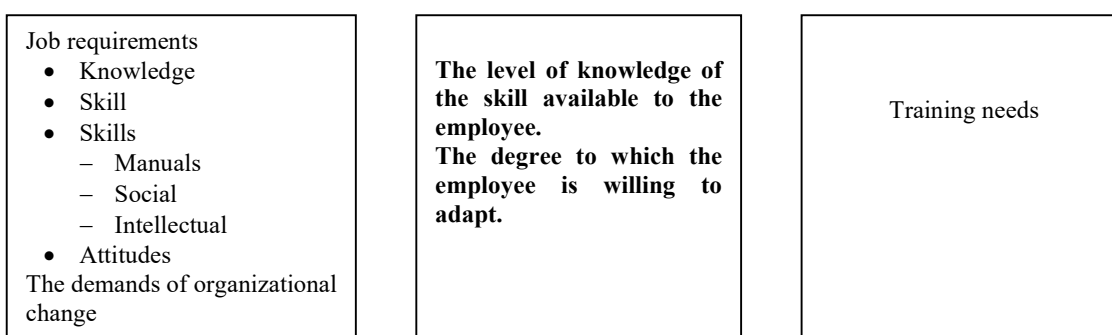 Job requirements
• Knowledge
• Skill
• Skills
– Manuals
– Social
– Intellectual
• Attitudes
The demands of organizational
change
The level of knowledge of
the skill available to the
employee.
The degree to which the
employee is willing to
adapt.
Training needs